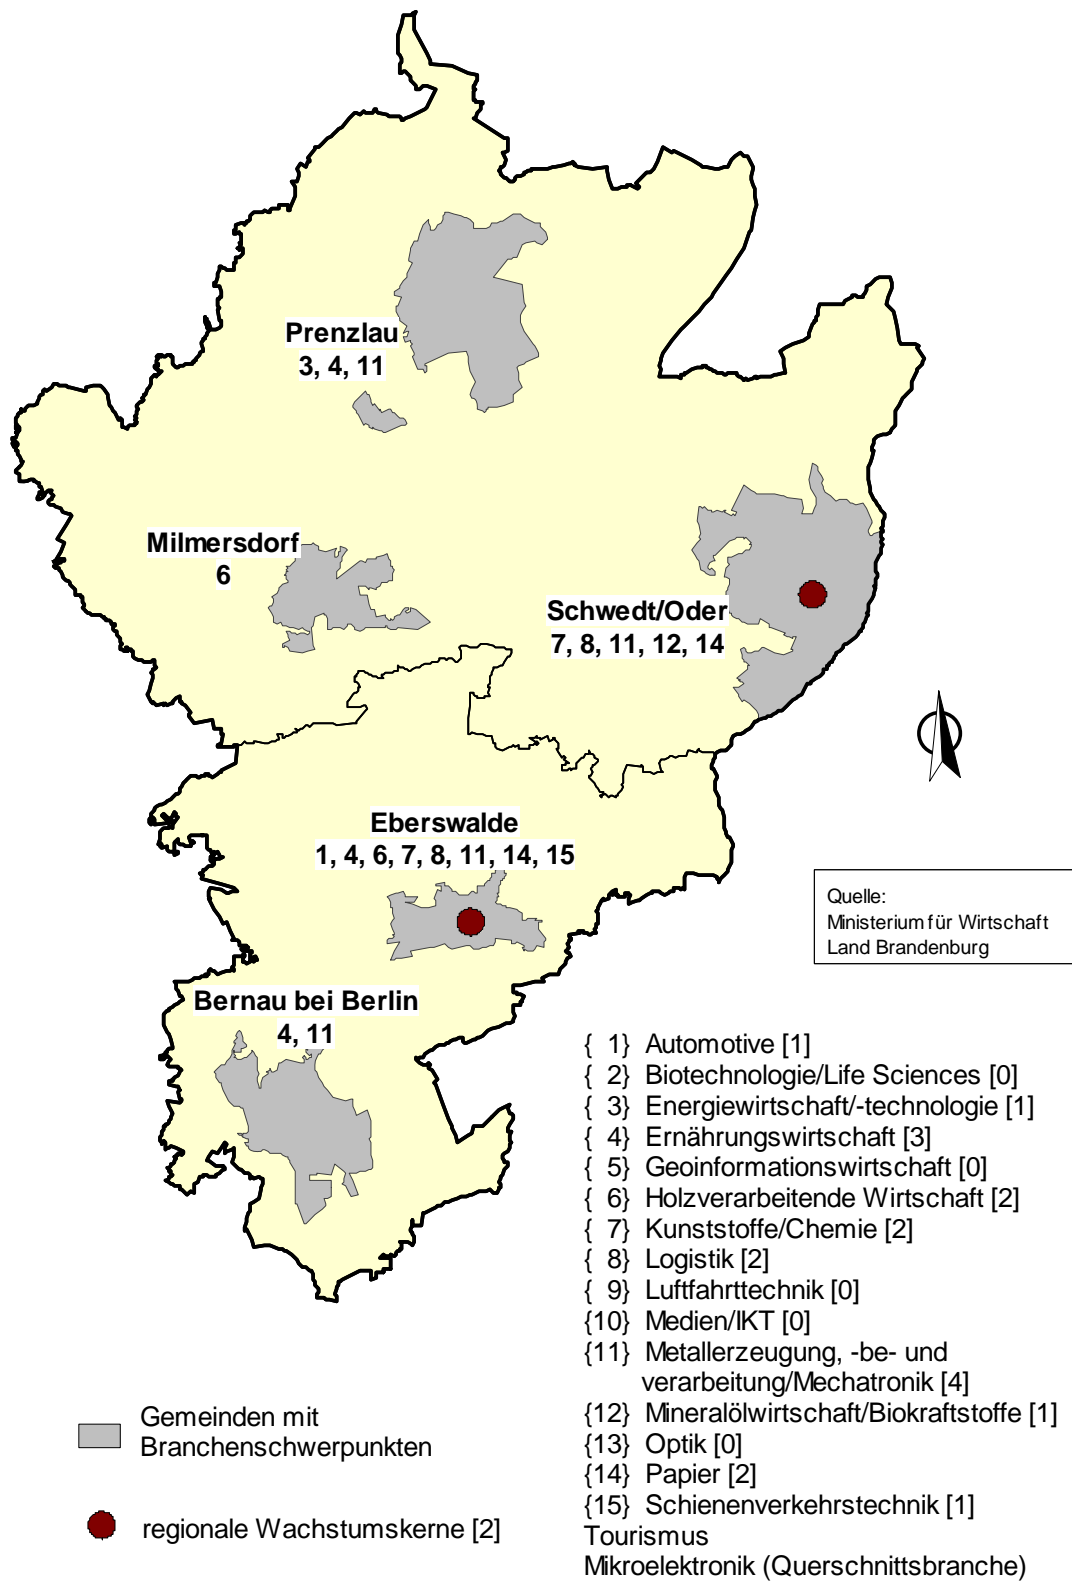 Prenzlau
3, 4, 11
Milmersdorf
6
Schwedt/Oder
7, 8, 11, 12, 14
Eberswalde
1, 4, 6, 7, 8, 11, 14, 15
Quelle:
Ministerium für Wirtschaft
Land Brandenburg
Bernau bei Berlin
4, 11
{ 1} Automotive [1]
{ 2} Biotechnologie/Life Sciences [0]
{ 3} Energiewirtschaft/-technologie [1]
{ 4} Ernährungswirtschaft [3]
{ 5} Geoinformationswirtschaft [0]
{ 6} Holzverarbeitende Wirtschaft [2]
{ 7} Kunststoffe/Chemie [2]
{ 8} Logistik [2]
{ 9} Luftfahrttechnik [0]
{10} Medien/IKT [0]
{11} Metallerzeugung, -be- und
verarbeitung/Mechatronik [4]
{12} Mineralölwirtschaft/Biokraftstoffe [1]
{13} Optik [0]
{14} Papier [2]
{15} Schienenverkehrstechnik [1]
Tourismus
Mikroelektronik (Querschnittsbranche)
Gemeinden mit
Branchenschwerpunkten
regionale Wachstumskerne [2]